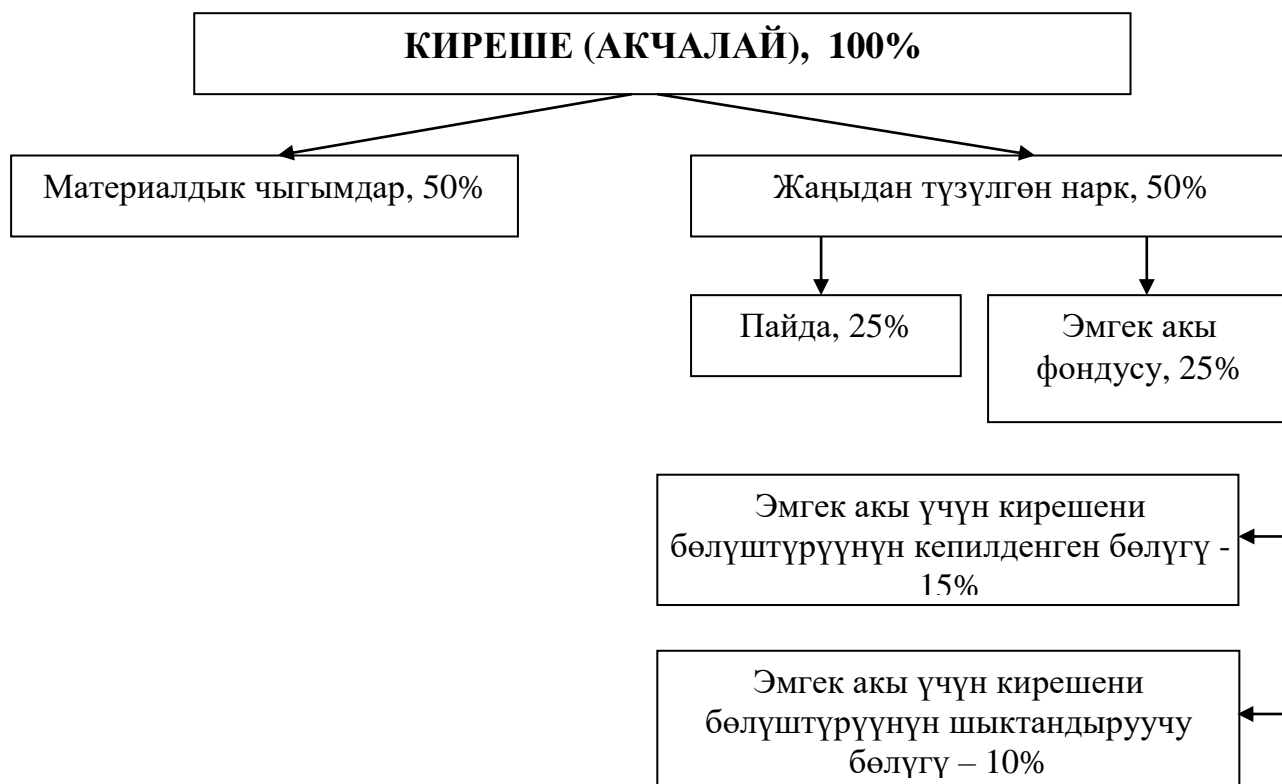 КИРЕШЕ (АКЧАЛАЙ), 100%
Материалдык чыгымдар, 50%
Жаңыдан түзүлгөн нарк, 50%
Пайда, 25%
Эмгек акы
фондусу, 25%
Эмгек акы үчүн кирешени
бөлүштүрүүнүн кепилденген бөлүгү -
15%
Эмгек акы үчүн кирешени
бөлүштүрүүнүн шыктандыруучу
бөлүгү – 10%